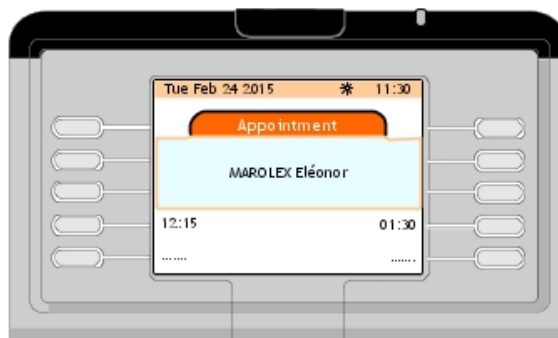 Tue Feb 24 2015 ☀ 11:30
Appointment
MAROLEX Eléonor
12:15 01:30
....... .......